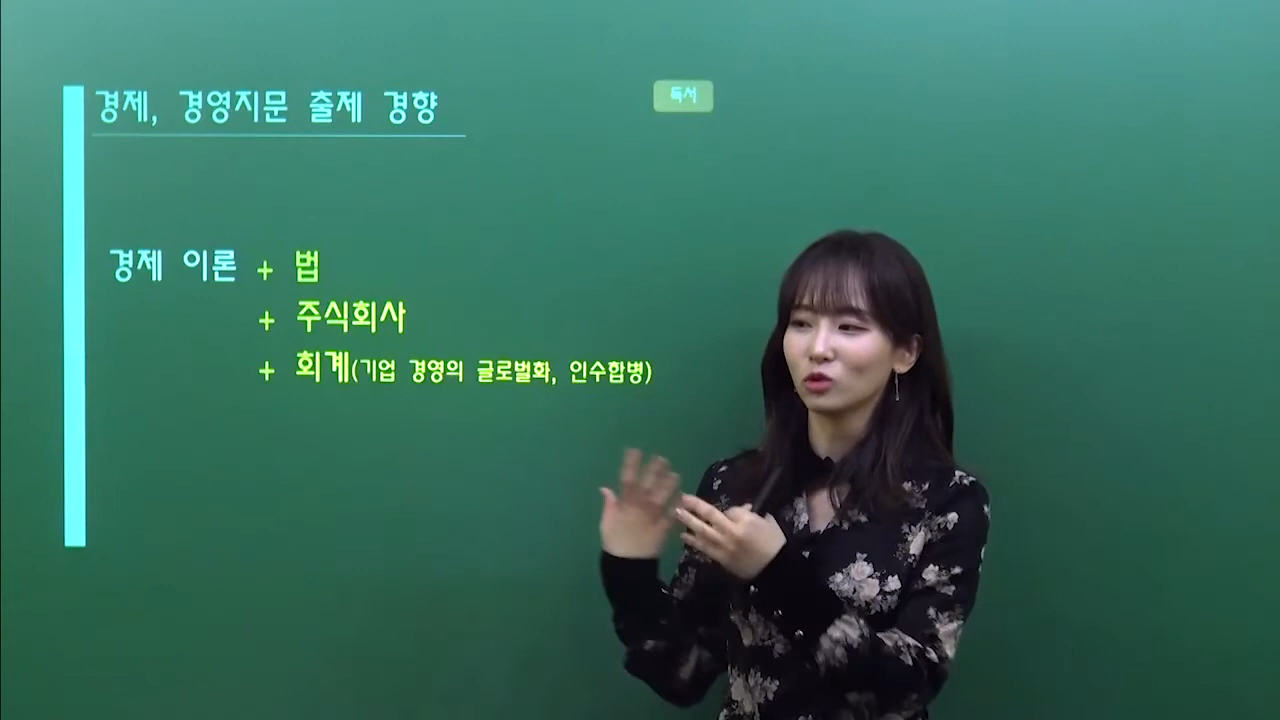 경제, 경영지문 출제 경향
독서
경제 이론 + 법
+ 주식회사
+ 회계(기업 경영의 글로벌화, 인수합병)